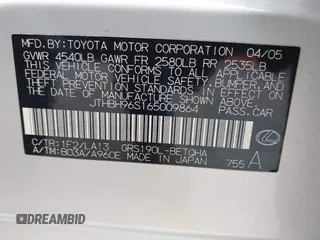 MFD.BY:TOYOTA MOTOR CORPORATION 04/05
GVWR 4540LB GAWR FR 2580LB RR 2535LB
THIS VEHICLE CONFORMS TO ALL APPLICABLE
FEDERAL MOTOR VEHICLE SAFETY, BUMPER,
AND THEFT PREVENTION STANDARDS IN EFFECT
ON THE DATE OF MANUFACTURE SHOWN ABOVE.
JTHBH96S165009864 PASS.CAR
C/TR:1F2/LA13 GRS190L-BETQHA
A/TM:B03A/A960E MADE IN JAPAN
755 A
AUTOBIDMASTER